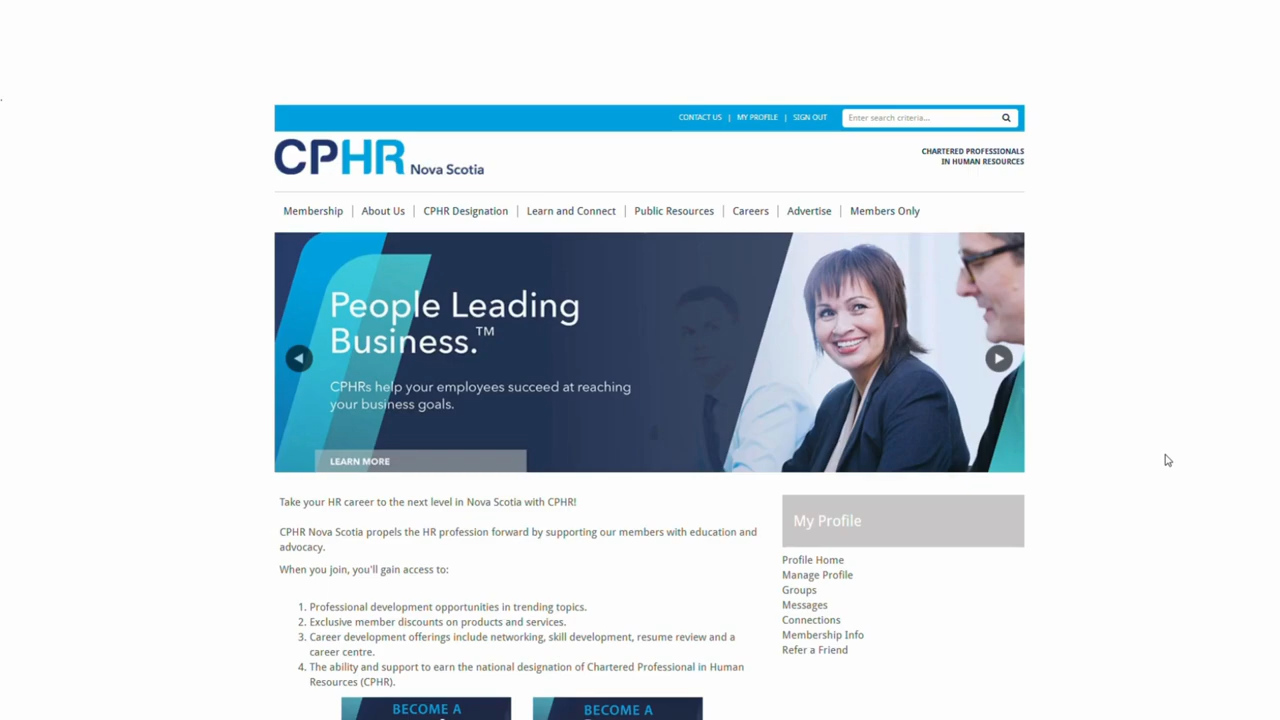 CONTACT US | MY PROFILE | SIGN OUT Enter search criteria...
CPHR Nova Scotia
CHARTERED PROFESSIONALS
IN HUMAN RESOURCES
Membership | About Us | CPHR Designation | Learn and Connect | Public Resources | Careers | Advertise | Members Only
People Leading
Business.™
CPHRs help your employees succeed at reaching
your business goals.
LEARN MORE
Take your HR career to the next level in Nova Scotia with CPHR!
CPHR Nova Scotia propels the HR profession forward by supporting our members with education and
advocacy.
When you join, you'll gain access to:
1. Professional development opportunities in trending topics.
2. Exclusive member discounts on products and services.
3. Career development offerings include networking, skill development, resume review and a
career centre.
4. The ability and support to earn the national designation of Chartered Professional in Human
Resources (CPHR).
BECOME A
BECOME A
My Profile
Profile Home
Manage Profile
Groups
Messages
Connections
Membership Info
Refer a Friend